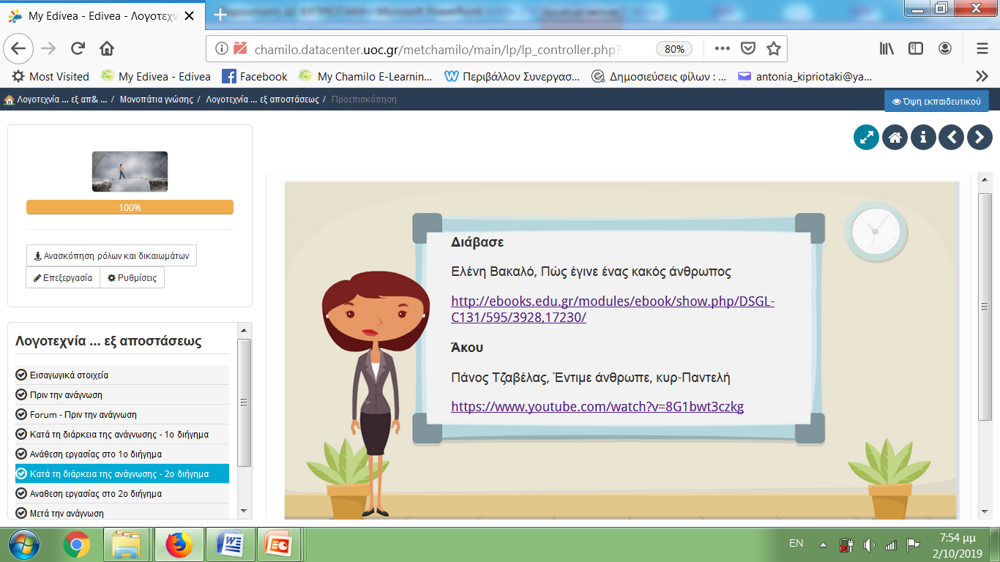 My Edivea - Edivea - Λογοτεχν
chamilo.datacenter.uoc.gr/metchamilo/main/lp/lp_controller.php?
80%
Most Visited
My Edivea - Edivea
Facebook
My Chamilo E-Learnin...
Περιβάλλον Συνεργασ...
Δημοσιεύσεις φίλων : ...
antonia_kipriotaki@ya...
Λογοτεχνία ... εξ απ& ... / Μονοπάτια γνώσης / Λογοτεχνία ... εξ αποστάσεως / Προεπισκόπηση
Όψη εκπαιδευτικού
100%
Ανασκόπηση ρόλων και δικαιωμάτων
Επεξεργασία
Ρυθμίσεις
Λογοτεχνία ... εξ αποστάσεως
Εισαγωγικά στοιχεία
Πριν την ανάγνωση
Forum - Πριν την ανάγνωση
Κατά τη διάρκεια της ανάγνωσης - 1ο διήγημα
Ανάθεση εργασίας στο 1ο διήγημα
Κατά τη διάρκεια της ανάγνωσης - 2ο διήγημα
Αναθεση εργασίας στο 2ο διήγημα
Μετά την ανάγνωση
Διάβασε
Ελένη Βακαλό, Πώς έγινε ένας κακός άνθρωπος
http://ebooks.edu.gr/modules/ebook/show.php/DSGL-
C131/595/3928,17230/
Άκου
Πάνος Τζαβέλας, Έντιμε άνθρωπε, κυρ-Παντελή
https://www.youtube.com/watch?v=8G1bwt3czkg
EN
7:54 μμ
2/10/2019